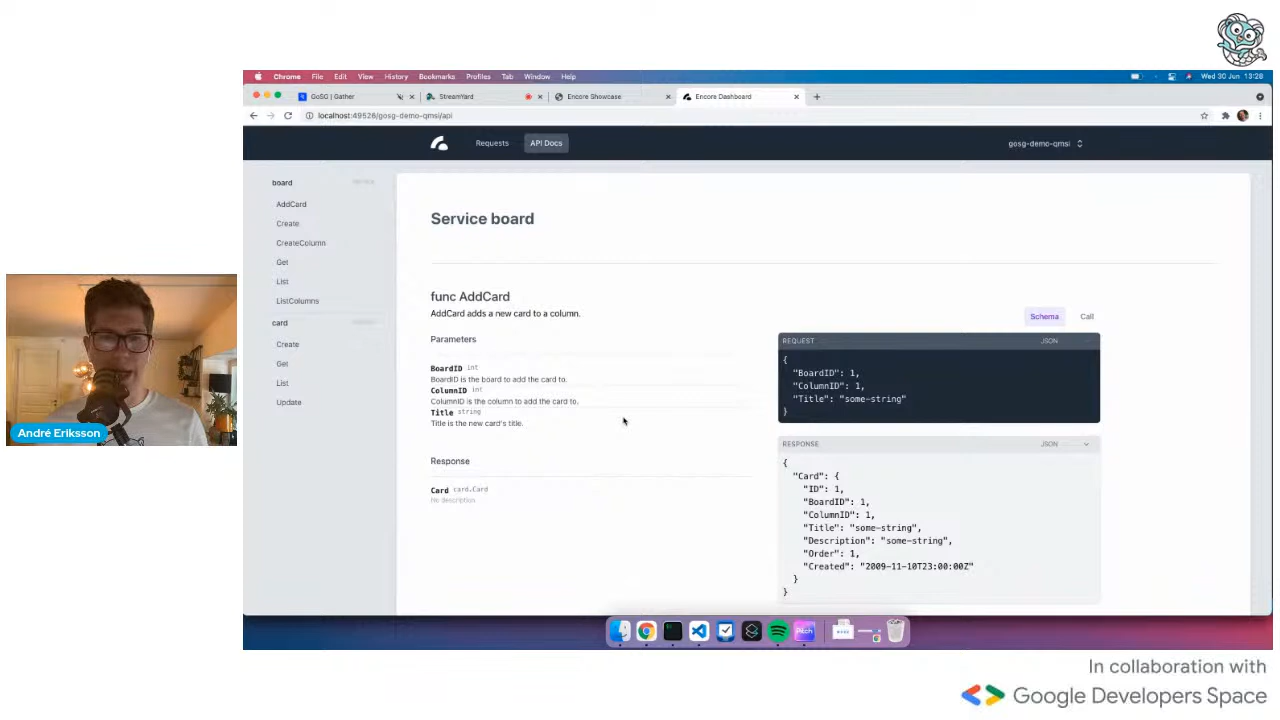 Chrome File Edit View History Bookmarks Profiles Tab Window Help
Wed 30 Jun 13:28
GoSG | Gather
StreamYard
Encore Showcase
Encore Dashboard
localhost:49526/gosg-demo-qmsi/api
Requests
API Docs
gosg-demo-qmsi
board
AddCard
Create
CreateColumn
Get
List
ListColumns
card
Create
Get
List
Update
Service board
func AddCard
AddCard adds a new card to a column.
Schema
Call
Parameters
BoardID int
BoardID is the board to add the card to.
ColumnID int
ColumnID is the column to add the card to.
Title string
Title is the new card's title.
Response
Card card.Card
No description
REQUEST
JSON
{
"BoardID": 1,
"ColumnID": 1,
"Title": "some-string"
}
RESPONSE
JSON
{
"Card": {
"ID": 1,
"BoardID": 1,
"ColumnID": 1,
"Title": "some-string",
"Description": "some-string",
"Order": 1,
"Created": "2009-11-10T23:00:00Z"
}
}
André Eriksson
Pitch
In collaboration with
Google Developers Space